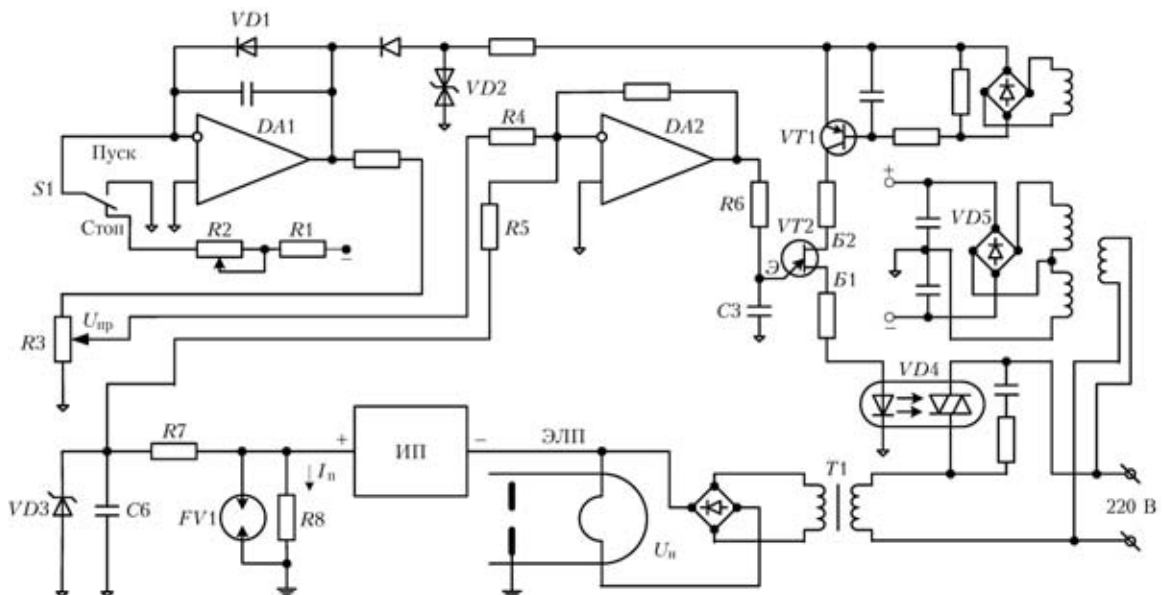 VD1
VD2
DA1
R4
DA2
VT1
Пуск
S1
Стоп
R2
R1
−
R5
R6
VT2
Э
Б2
Б1
+
VD5
−
C3
Uпр
R3
VD4
R7
+
ИП
−
ЭЛП
T1
Iп
VD3
C6
FV1
R8
Uн
220 В